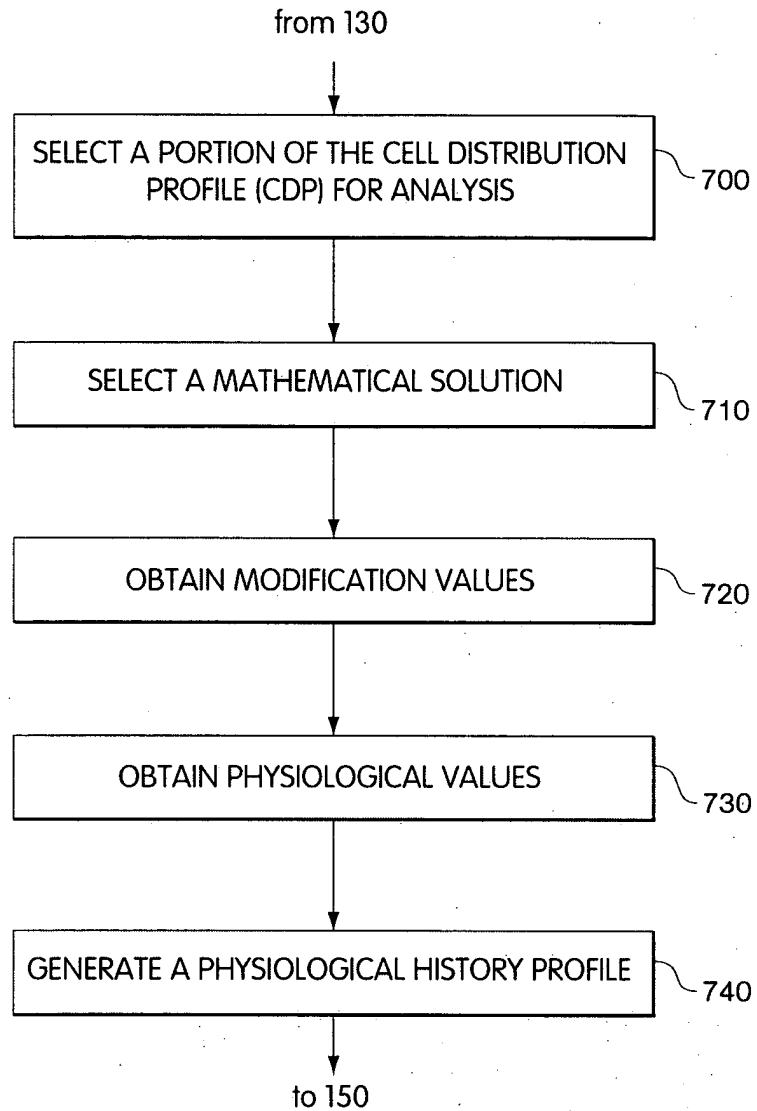 from 130
SELECT A PORTION OF THE CELL DISTRIBUTION
PROFILE (CDP) FOR ANALYSIS
700
SELECT A MATHEMATICAL SOLUTION
710
OBTAIN MODIFICATION VALUES
720
OBTAIN PHYSIOLOGICAL VALUES
730
GENERATE A PHYSIOLOGICAL HISTORY PROFILE
740
to 150